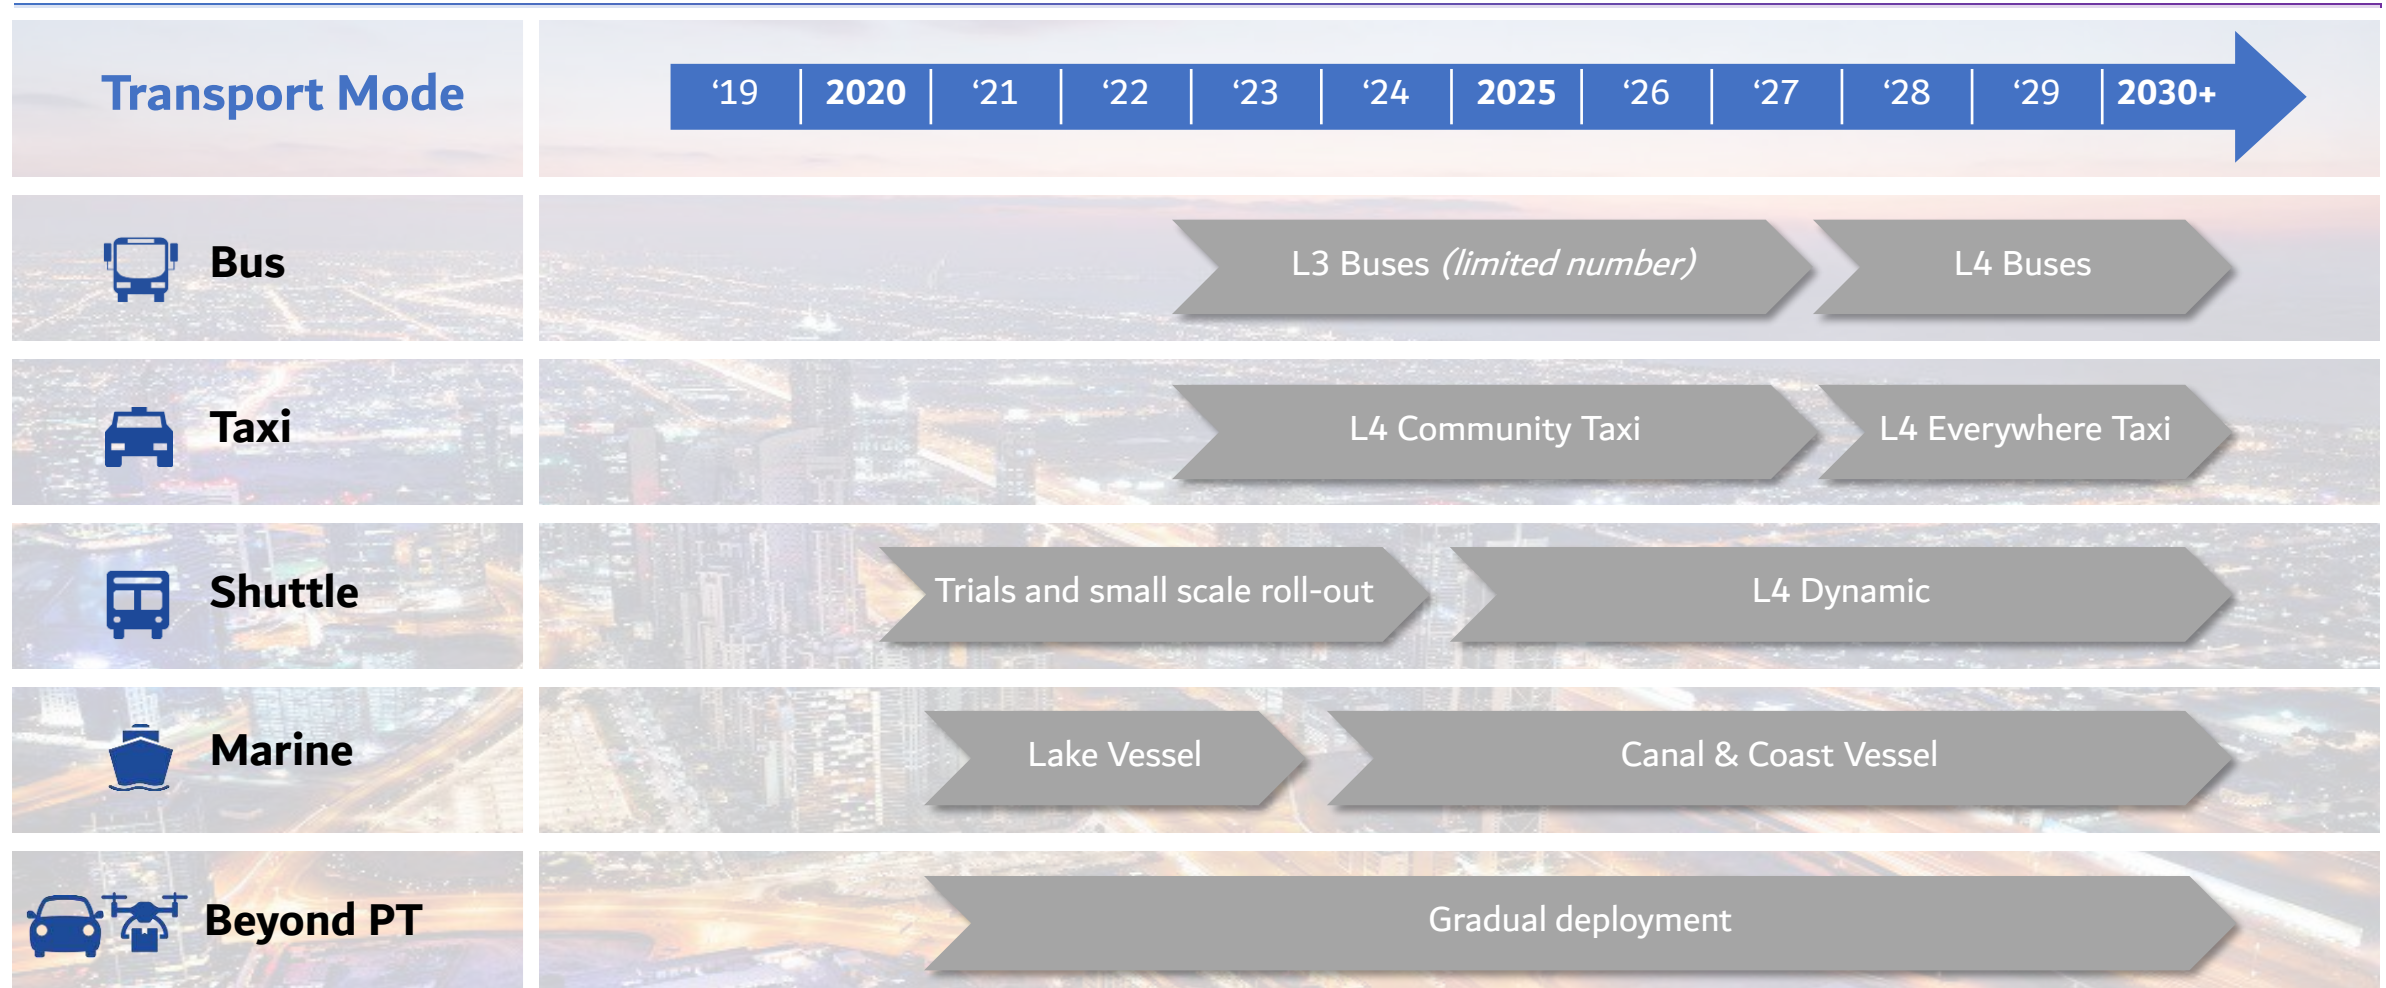 Transport Mode
‘19 2020 ‘21 ‘22 ‘23 ‘24 2025 ‘26 ‘27 ‘28 ‘29 2030+
Bus
L3 Buses (limited number)
L4 Buses
Taxi
L4 Community Taxi
L4 Everywhere Taxi
Shuttle
Trials and small scale roll-out
L4 Dynamic
Marine
Lake Vessel
Canal & Coast Vessel
Beyond PT
Gradual deployment